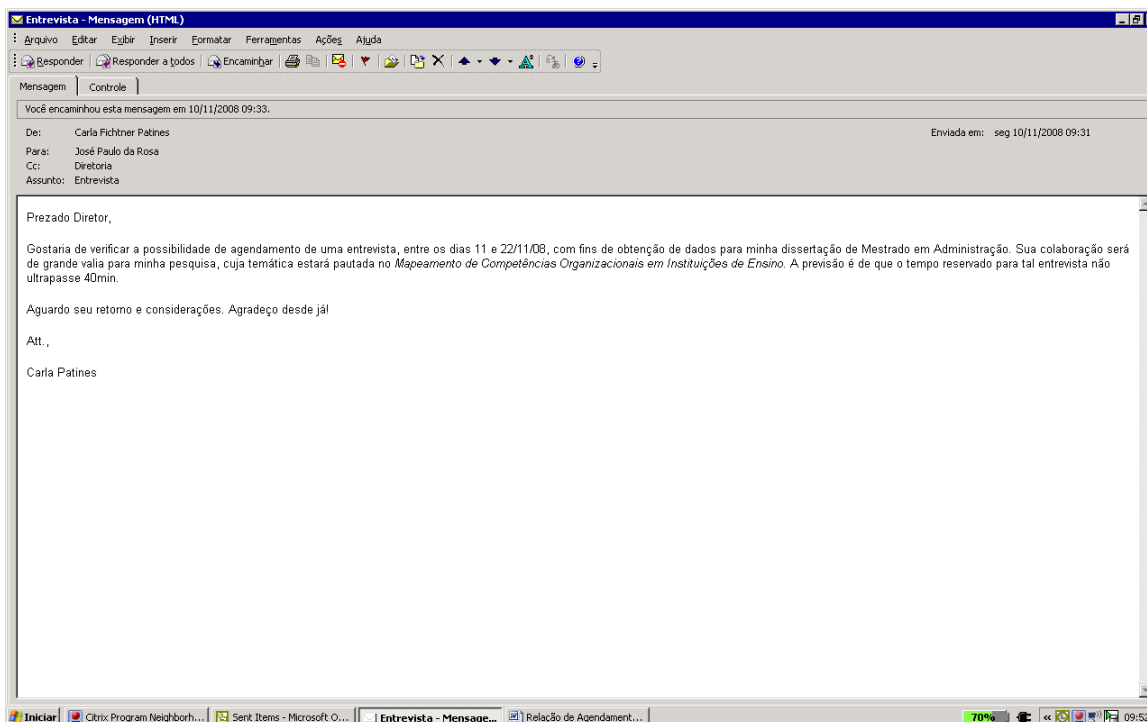 Entrevista - Mensagem (HTML)
Arquivo Editar Exibir Inserir Formatar Ferramentas Ações Ajuda
Responder Responder a todos Encaminhar
Mensagem Controle
Você encaminhou esta mensagem em 10/11/2008 09:33.
De: Carla Fichtner Patines Enviada em: seg 10/11/2008 09:31
Para: José Paulo da Rosa
Cc: Diretoria
Assunto: Entrevista
Prezado Diretor,
Gostaria de verificar a possibilidade de agendamento de uma entrevista, entre os dias 11 e 22/11/08, com fins de obtenção de dados para minha dissertação de Mestrado em Administração. Sua colaboração será
de grande valia para minha pesquisa, cuja temática estará pautada no Mapeamento de Competências Organizacionais em Instituições de Ensino. A previsão é de que o tempo reservado para tal entrevista não
ultrapasse 40min.
Aguardo seu retorno e considerações. Agradeço desde já!
Att.,
Carla Patines
Iniciar Citrix Program Neighborh... Sent Items - Microsoft O... Entrevista - Mensage... Relação de Agendament... 70% «